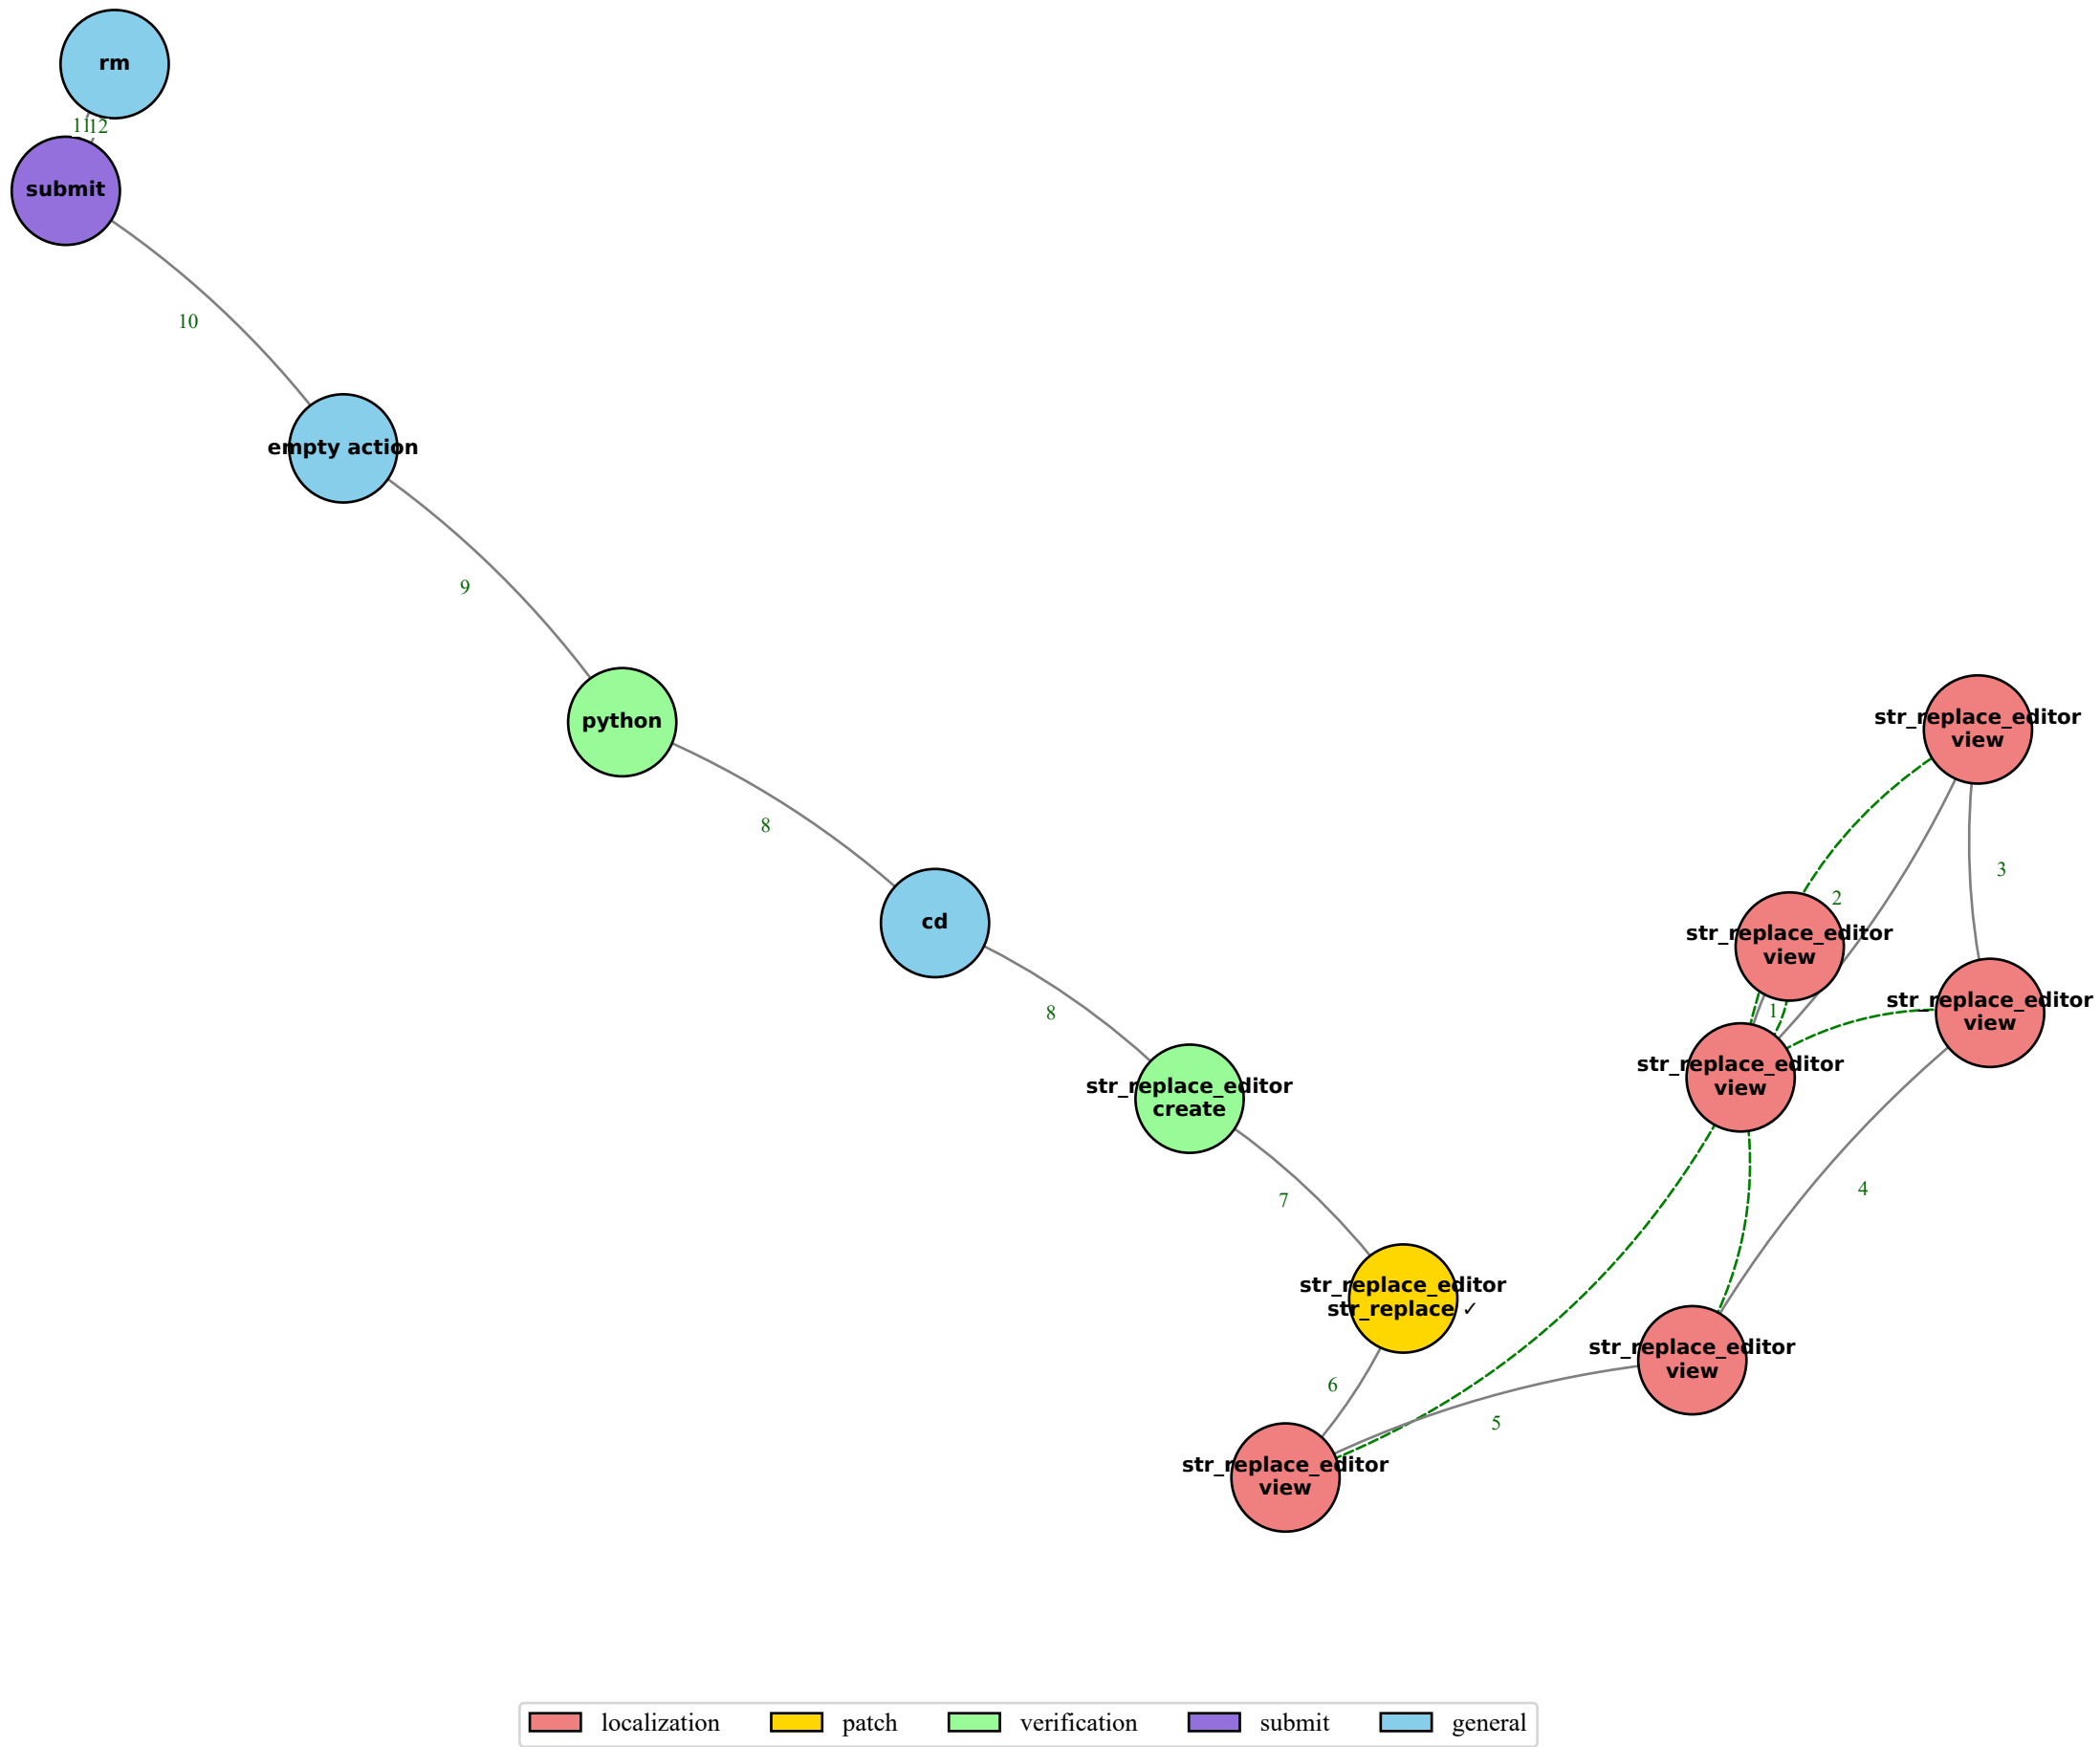 rm
11
12
submit
10
empty action
9
python
str_replace_editor
view
8
3
2
cd
str_replace_editor
view
str_replace_editor
view
8
1
str_replace_editor
view
str_replace_editor
create
4
7
str_replace_editor
str_replace ✓
str_replace_editor
view
6
5
str_replace_editor
view
localization
patch
verification
submit
general